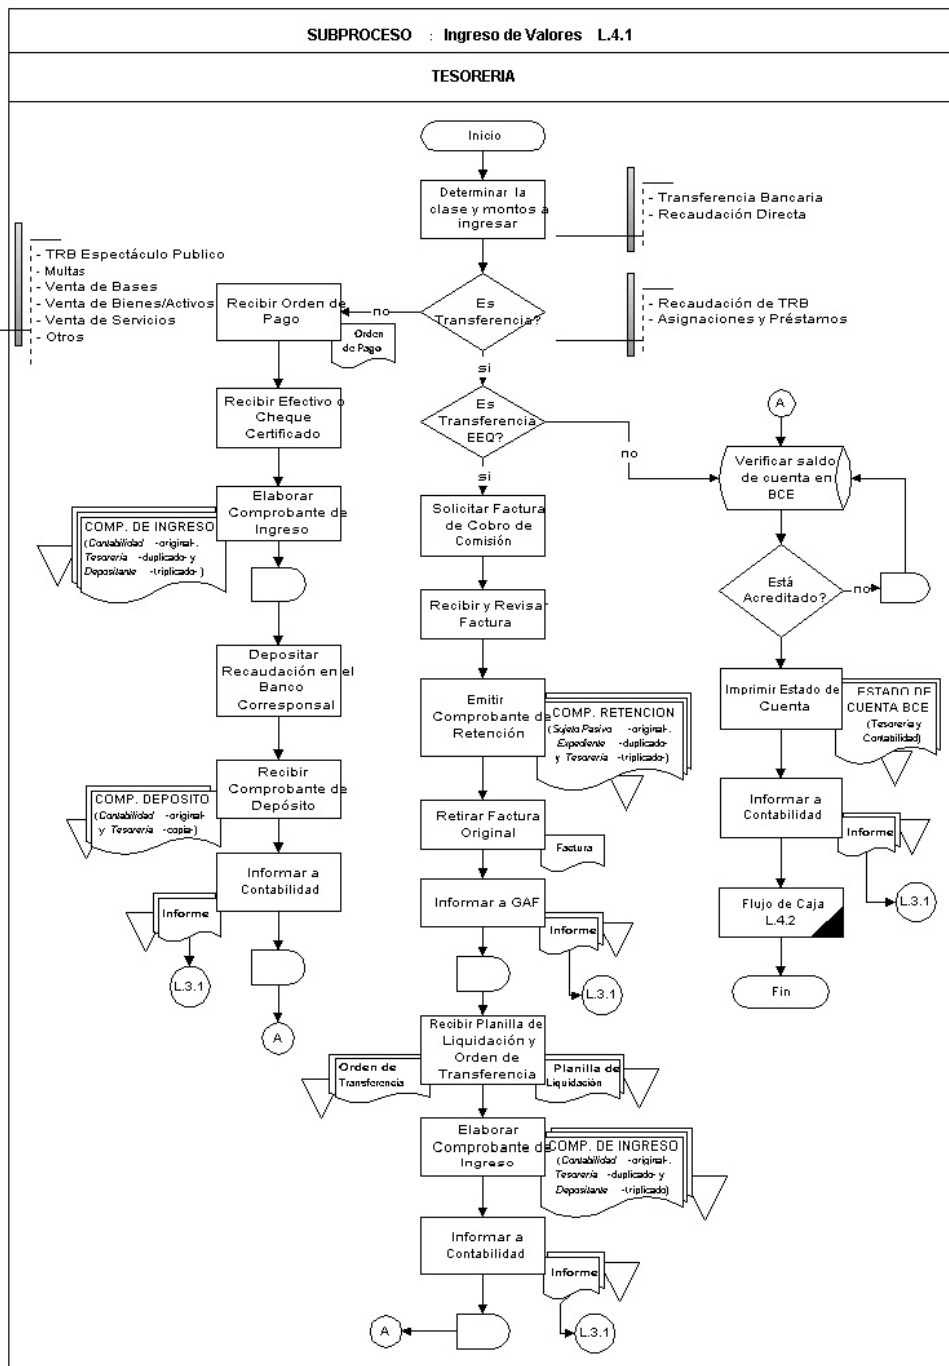 SUBPROCESO : Ingreso de Valores L.4.1
TESORERIA
Inicio
Determinar la
clase y montos a
ingresar
- Transferencia Bancaria
- Recaudación Directa
- TRB Espectáculo Publico
- Multas
- Venta de Bases
- Venta de Bienes/Activos
- Venta de Servicios
- Otros
Recibir Orden de
Pago
Orden
de Pago
no
Es
Transferencia?
- Recaudación de TRB
- Asignaciones y Préstamos
si
Recibir Efectivo o
Cheque
Certificado
Es
Transferencia
EEQ?
no
si
A
Verificar saldo
de cuenta en
BCE
Elaborar
Comprobante de
Ingreso
COMP. DE INGRESO
(Contabilidad -original-.
Tesorería -duplicado- y
Depositante -triplicado-)
Solicitar Factura
de Cobro de
Comisión
Está
Acreditado?
no
Recibir y Revisar
Factura
Depositar
Recaudación en el
Banco
Corresponsal
Emitir
Comprobante de
Retención
COMP. RETENCION
(Sujeto Pasivo -original-.
Expediente -duplicado-
y Tesorería -triplicado-)
Imprimir Estado de
Cuenta
ESTADO DE
CUENTA BCE
(Tesorería y
Contabilidad)
Recibir
Comprobante de
Depósito
COMP. DEPOSITO
(Contabilidad -original-
y Tesorería -copia-)
Retirar Factura
Original
Factura
Informar a
Contabilidad
Informe
L.3.1
Informar a
Contabilidad
Informe
L.3.1
A
Informar a GAF
Informe
L.3.1
Flujo de Caja
L.4.2
Fin
Recibir Planilla de
Liquidación y
Orden de
Transferencia
Orden de
Transferencia
Planilla de
Liquidación
Elaborar
Comprobante de
Ingreso
COMP. DE INGRESO
(Contabilidad -original-.
Tesorería -duplicado- y
Depositante -triplicado)
Informar a
Contabilidad
Informe
L.3.1
A